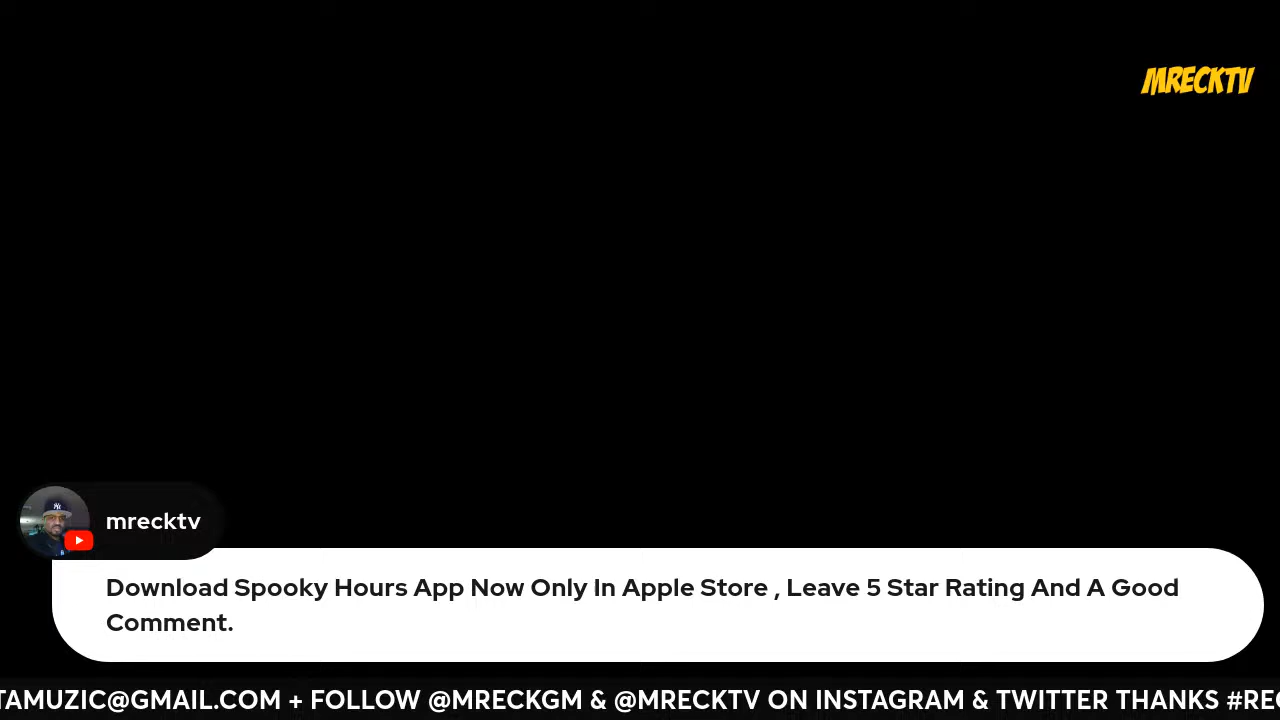 MRECKTV
mrecktv
Download Spooky Hours App Now Only In Apple Store , Leave 5 Star Rating And A Good
Comment.
TAMUZIC@GMAIL.COM + FOLLOW @MRECKGM & @MRECKTV ON INSTAGRAM & TWITTER THANKS